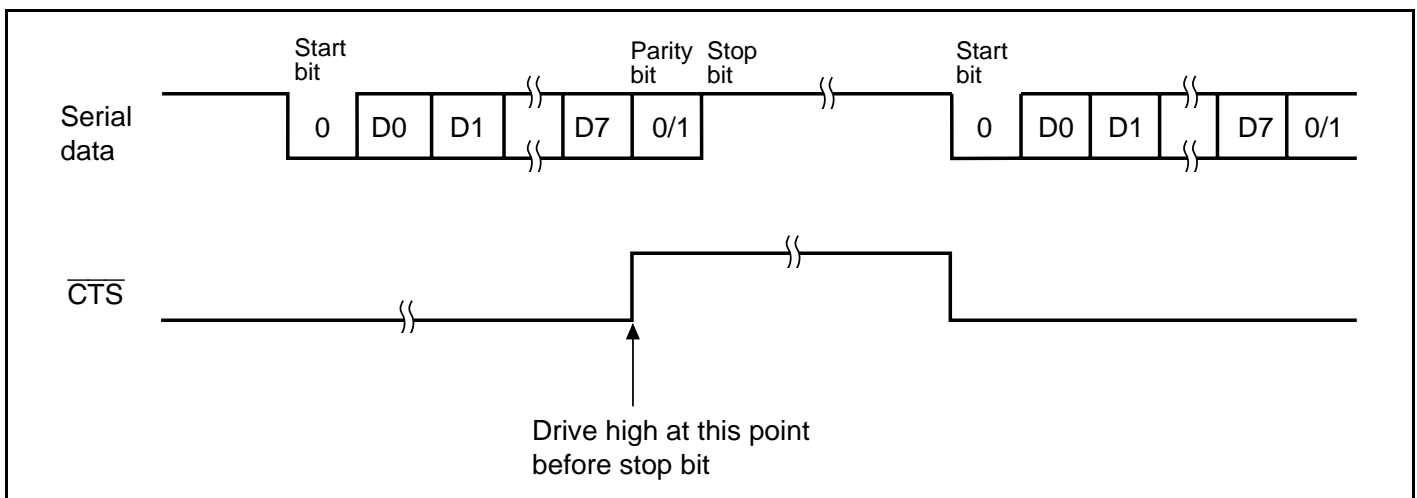 Start
bit
Parity
bit
Stop
bit
Start
bit
Serial
data
0 D0 D1 D7 0/1 0 D0 D1 D7 0/1
CTS
Drive high at this point
before stop bit